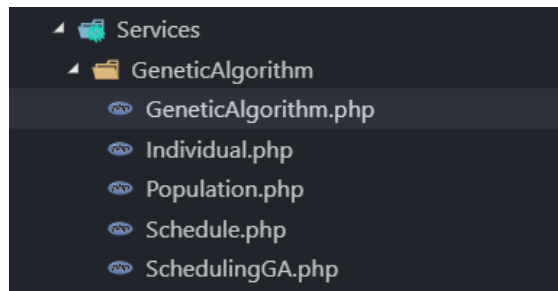 Services
GeneticAlgorithm
GeneticAlgorithm.php
Individual.php
Population.php
Schedule.php
SchedulingGA.php